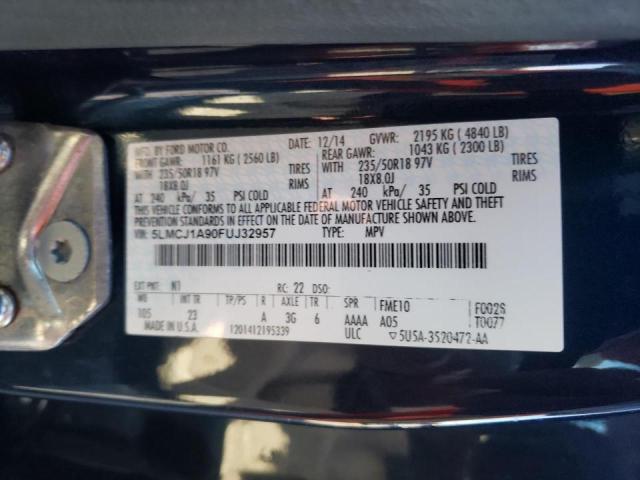 MFD. BY FORD MOTOR CO.
12/14 GVWR: 2195 KG ( 4840 LB)
FRONT GAWR: 1161 KG ( 2560 LB) REAR GAWR: 1043 KG ( 2300 LB)
WITH 235/50R18 97V TIRES WITH 235/50R18 97V TIRES
18X8.0J RIMS 18X8.0J RIMS
AT 240 kPa/ 35 PSI COLD AT 240 kPa/ 35 PSI COLD
THIS VEHICLE CONFORMS TO ALL APPLICABLE FEDERAL MOTOR VEHICLE SAFETY AND THEFT
PREVENTION STANDARDS IN EFFECT ON THE DATE OF MANUFACTURE SHOWN ABOVE.
VIN: 5LMCJ1A90FUJ32957 TYPE: MPV
EXT PNT: N1 RC: 22 DSO:
WB INT TR TP/PS R AXLE TR SPR FME10 F002S
105 23 A 3G 6 AAAA A05 T0077
MADE IN U.S.A. 1201412195339 ULC ▽5U5A-3520472-AA